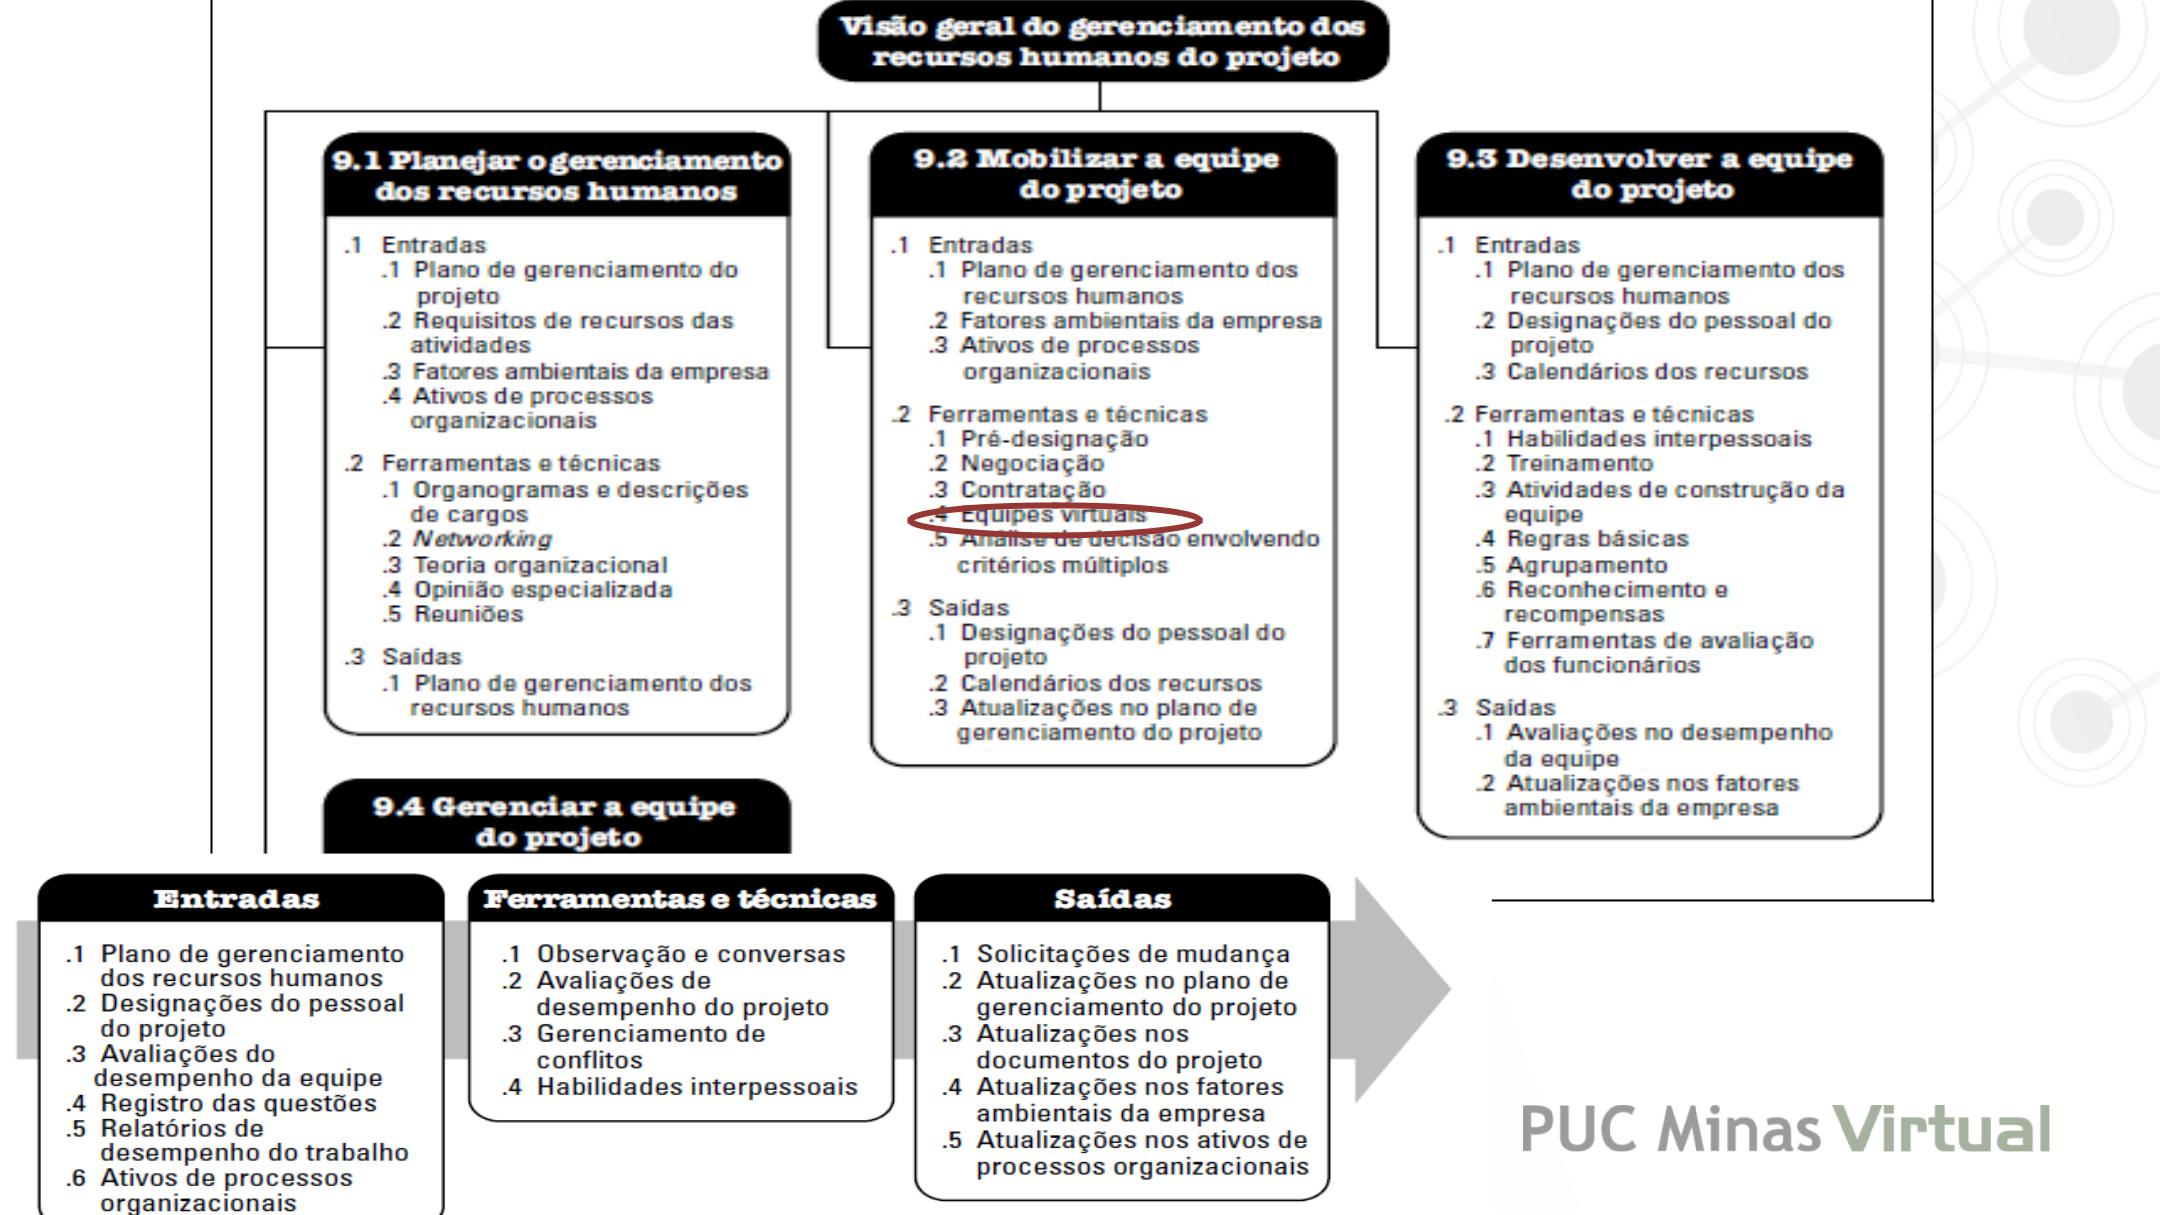 Visão geral do gerenciamento dos
recursos humanos do projeto
9.1 Planejar o gerenciamento
dos recursos humanos
.1 Entradas
.1 Plano de gerenciamento do
projeto
.2 Requisitos de recursos das
atividades
.3 Fatores ambientais da empresa
.4 Ativos de processos
organizacionais
.2 Ferramentas e técnicas
.1 Organogramas e descrições
de cargos
.2 Networking
.3 Teoria organizacional
.4 Opinião especializada
.5 Reuniões
.3 Saídas
.1 Plano de gerenciamento dos
recursos humanos
9.2 Mobilizar a equipe
do projeto
.1 Entradas
.1 Plano de gerenciamento dos
recursos humanos
.2 Fatores ambientais da empresa
.3 Ativos de processos
organizacionais
.2 Ferramentas e técnicas
.1 Pré-designação
.2 Negociação
.3 Contratação
.4 Equipes virtuais
.5 Análise de decisão envolvendo
critérios múltiplos
.3 Saídas
.1 Designações do pessoal do
projeto
.2 Calendários dos recursos
.3 Atualizações no plano de
gerenciamento do projeto
9.3 Desenvolver a equipe
do projeto
.1 Entradas
.1 Plano de gerenciamento dos
recursos humanos
.2 Designações do pessoal do
projeto
.3 Calendários dos recursos
.2 Ferramentas e técnicas
.1 Habilidades interpessoais
.2 Treinamento
.3 Atividades de construção da
equipe
.4 Regras básicas
.5 Agrupamento
.6 Reconhecimento e
recompensas
.7 Ferramentas de avaliação
dos funcionários
.3 Saídas
.1 Avaliações no desempenho
da equipe
.2 Atualizações nos fatores
ambientais da empresa
9.4 Gerenciar a equipe
do projeto
Entradas
.1 Plano de gerenciamento
dos recursos humanos
.2 Designações do pessoal
do projeto
.3 Avaliações do
desempenho da equipe
.4 Registro das questões
.5 Relatórios de
desempenho do trabalho
.6 Ativos de processos
organizacionais
Ferramentas e técnicas
.1 Observação e conversas
.2 Avaliações de
desempenho do projeto
.3 Gerenciamento de
conflitos
.4 Habilidades interpessoais
Saídas
.1 Solicitações de mudança
.2 Atualizações no plano de
gerenciamento do projeto
.3 Atualizações nos
documentos do projeto
.4 Atualizações nos fatores
ambientais da empresa
.5 Atualizações nos ativos de
processos organizacionais
PUC Minas Virtual